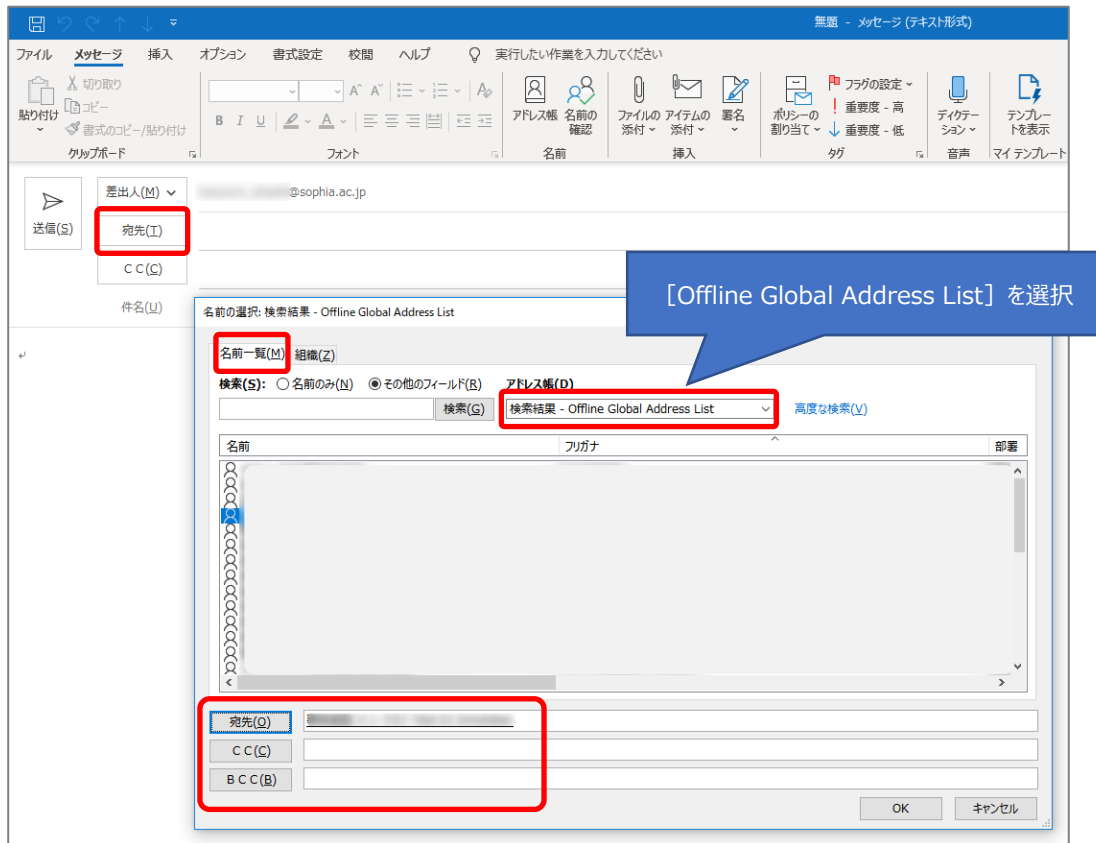 無題 - メッセージ (テキスト形式)
ファイル メッセージ 挿入 オプション 書式設定 校閲 ヘルプ 実行したい作業を入力してください
貼り付け
切り取り
コピー
書式のコピー/貼り付け
クリップボード
B I U A
フォント
アドレス帳 名前の確認
名前
ファイルの添付 アイテムの添付 署名
挿入
ポリシーの割り当て
フラグの設定
重要度 - 高
重要度 - 低
タグ
ディクテーション
音声
テンプレートを表示
マイ テンプレート
送信(S)
差出人(M) @sophia.ac.jp
宛先(T)
CC(C)
件名(U)
[Offline Global Address List] を選択
名前の選択: 検索結果 - Offline Global Address List
名前一覧(M) 組織(Z)
検索(S): 名前のみ(N) その他のフィールド(R) アドレス帳(D)
検索(G) 検索結果 - Offline Global Address List 高度な検索(V)
名前 フリガナ 部署
宛先(O)
CC(C)
BCC(B)
OK キャンセル